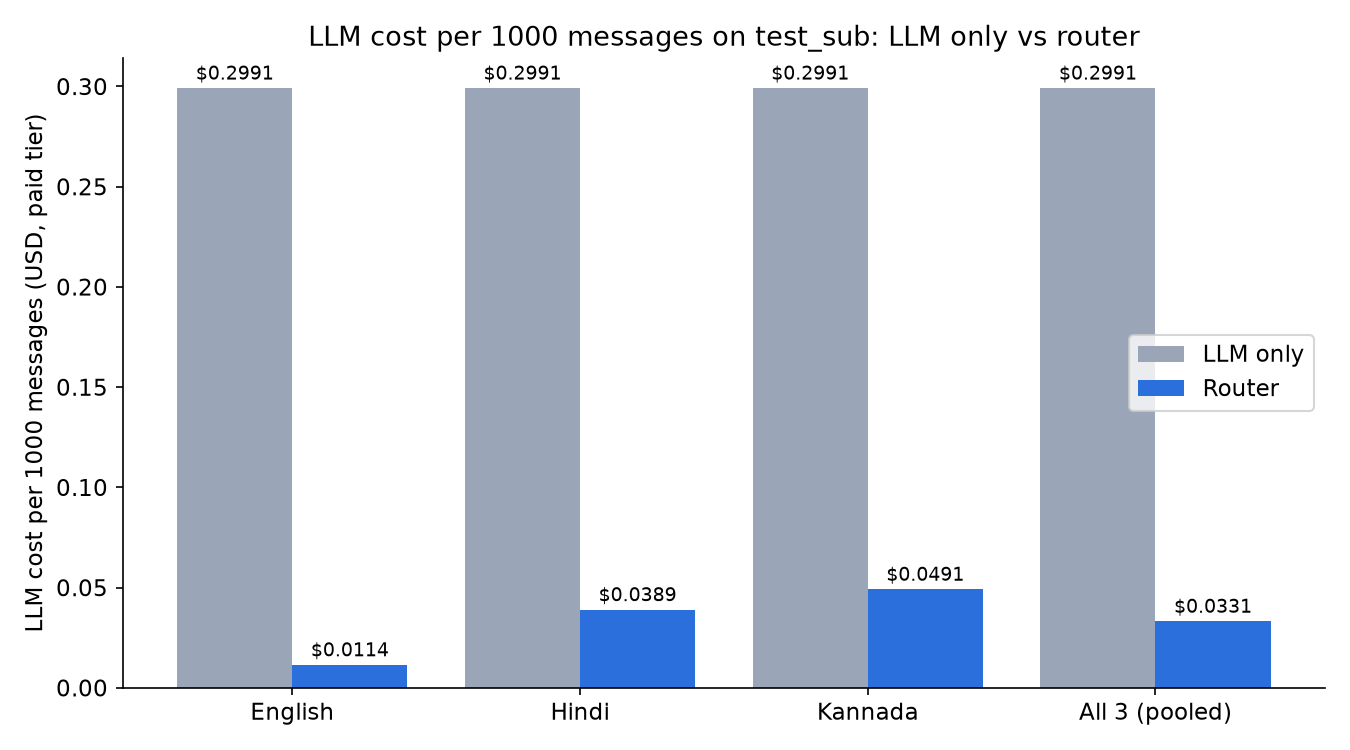 LLM cost per 1000 messages on test_sub: LLM only vs router
LLM cost per 1000 messages (USD, paid tier)
0.30
0.25
0.20
0.15
0.10
0.05
0.00
$0.2991
$0.0114
$0.2991
$0.0389
$0.2991
$0.0491
$0.2991
$0.0331
LLM only
Router
English
Hindi
Kannada
All 3 (pooled)